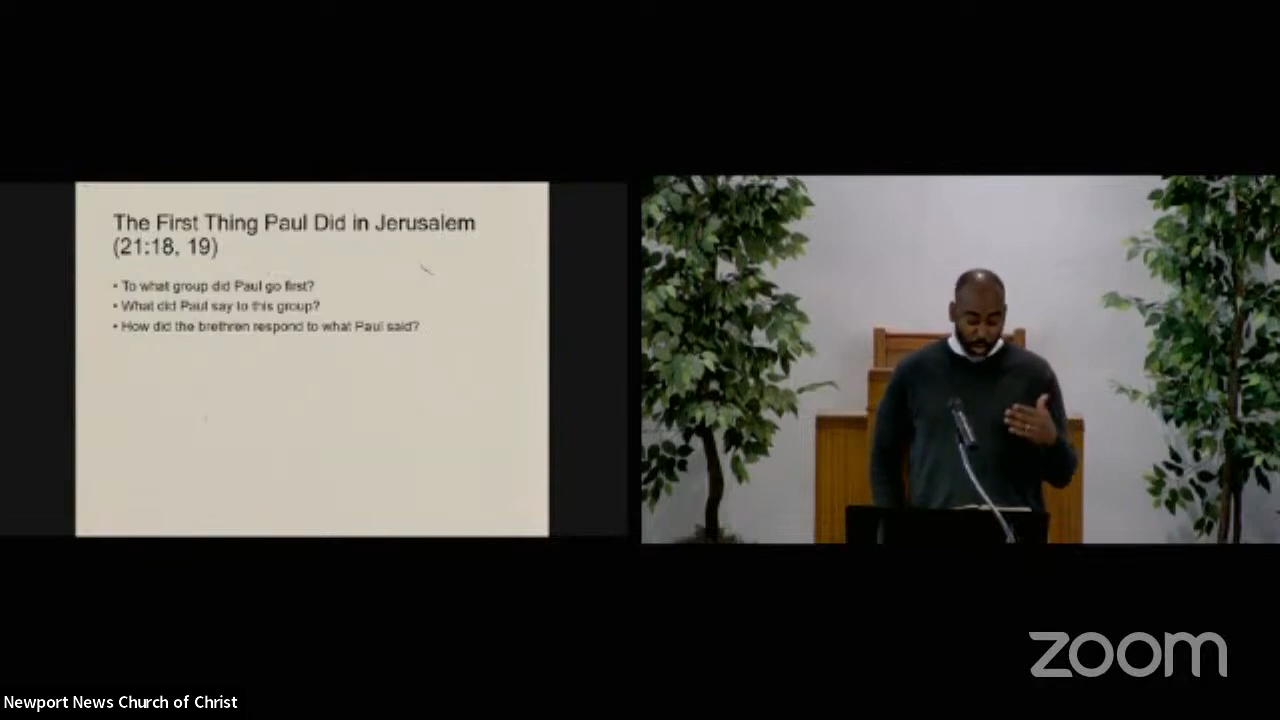 The First Thing Paul Did in Jerusalem
(21:18, 19)
• To what group did Paul go first?
• What did Paul say to this group?
• How did the brethren respond to what Paul said?
zoom
Newport News Church of Christ